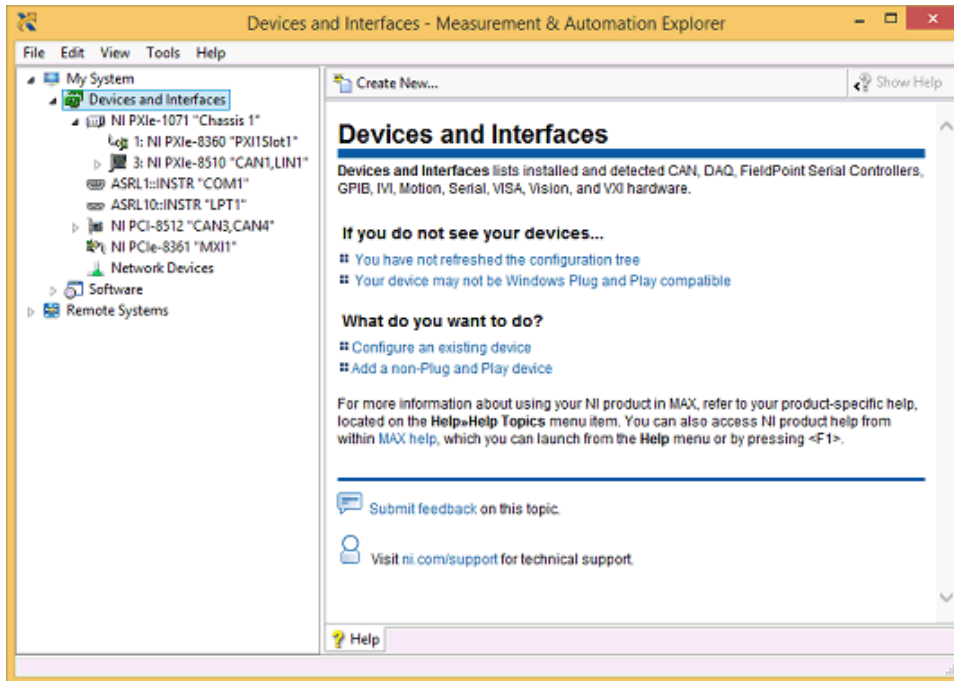 Devices and Interfaces - Measurement & Automation Explorer
File Edit View Tools Help
My System
Devices and Interfaces
NI PXIe-1071 "Chassis 1"
1: NI PXIe-8360 "PXI1Slot1"
3: NI PXIe-8510 "CAN1,LIN1"
ASRL1::INSTR "COM1"
ASRL10::INSTR "LPT1"
NI PCI-8512 "CAN3,CAN4"
NI PCIe-8361 "MXI1"
Network Devices
Software
Remote Systems
Create New...
Show Help
Devices and Interfaces
Devices and Interfaces lists installed and detected CAN, DAQ, FieldPoint Serial Controllers,
GPIB, IVI, Motion, Serial, VISA, Vision, and VXI hardware.
If you do not see your devices...
You have not refreshed the configuration tree
Your device may not be Windows Plug and Play compatible
What do you want to do?
Configure an existing device
Add a non-Plug and Play device
For more information about using your NI product in MAX, refer to your product-specific help,
located on the Help»Help Topics menu item. You can also access NI product help from
within MAX help, which you can launch from the Help menu or by pressing <F1>.
Submit feedback on this topic.
Visit ni.com/support for technical support.
Help